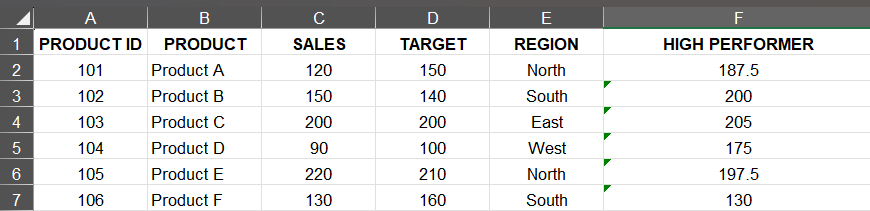 A B C D E F
1 PRODUCT ID PRODUCT SALES TARGET REGION HIGH PERFORMER
2 101 Product A 120 150 North 187.5
3 102 Product B 150 140 South 200
4 103 Product C 200 200 East 205
5 104 Product D 90 100 West 175
6 105 Product E 220 210 North 197.5
7 106 Product F 130 160 South 130